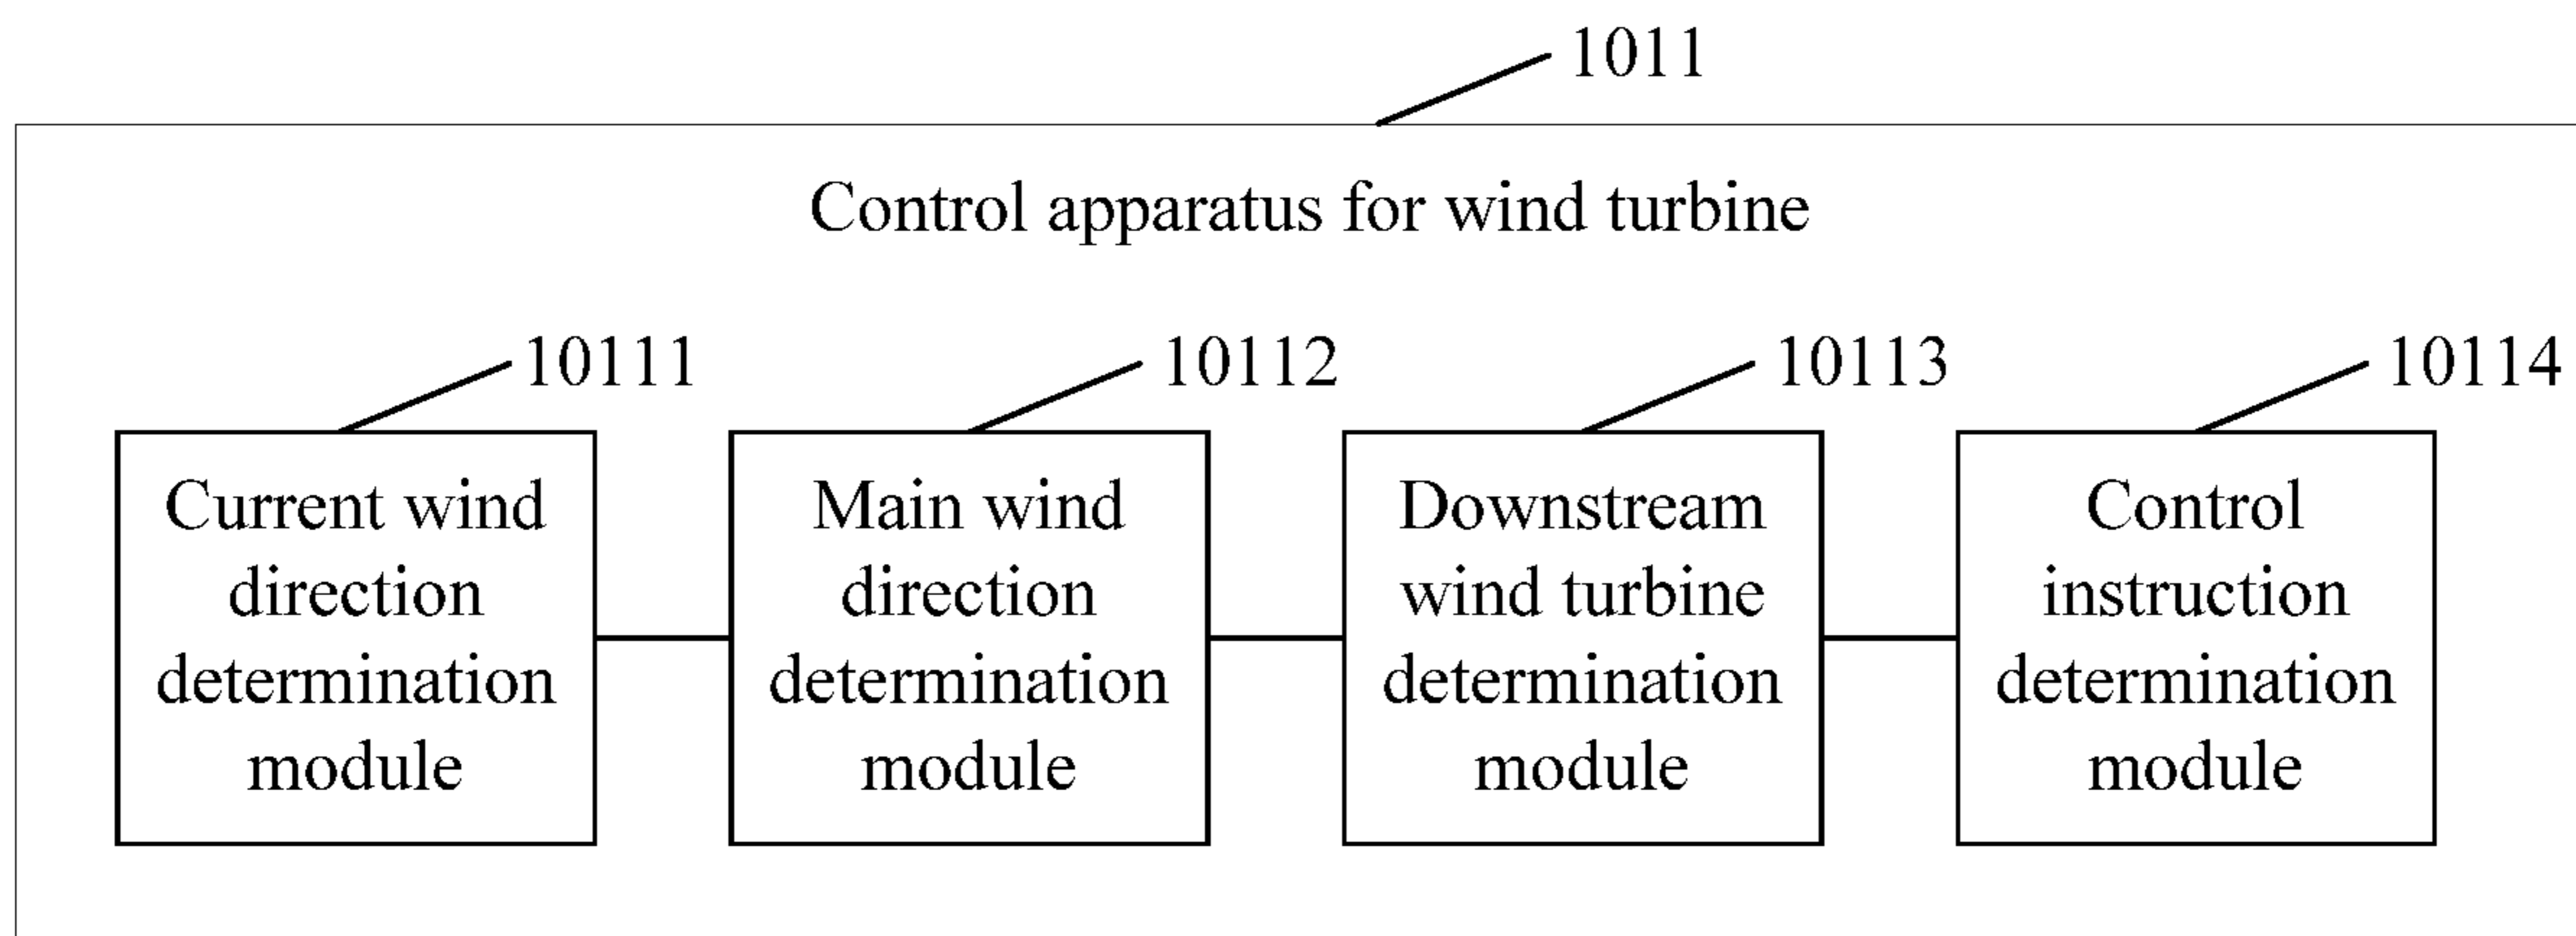 1011
Control apparatus for wind turbine
10111
10112
10113
10114
Current wind
direction
determination
module
Main wind
direction
determination
module
Downstream
wind turbine
determination
module
Control
instruction
determination
module